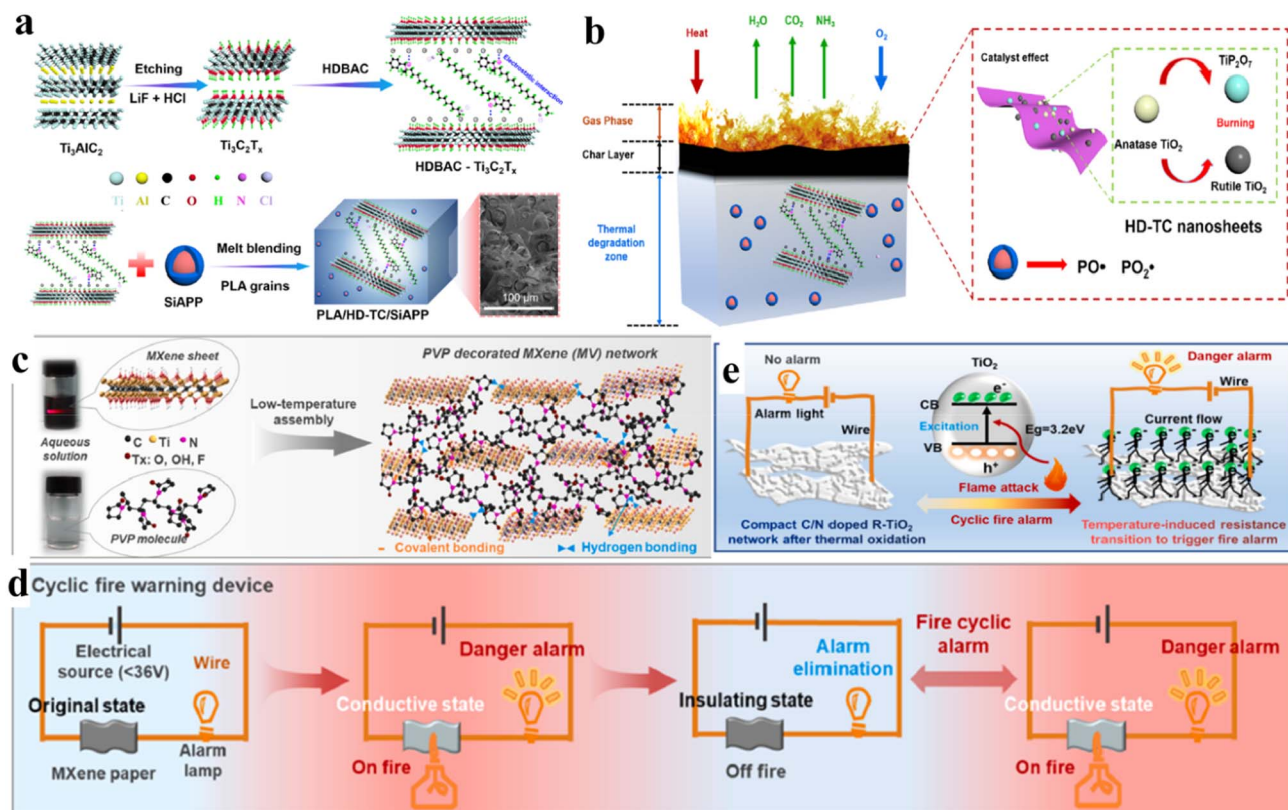 a
Etching
LiF + HCl
HDBAC
Electrostatic interaction
Ti₃AlC₂
Ti₃C₂Tₓ
HDBAC - Ti₃C₂Tₓ
Ti Al C O H N Cl
SiAPP
Melt blending
PLA grains
100 μm
PLA/HD-TC/SiAPP
b
Heat
H₂O
CO₂
NH₃
O₂
Gas Phase
Char Layer
Thermal
degradation
zone
Catalyst effect
TiP₂O₇
Burning
Anatase TiO₂
Rutile TiO₂
HD-TC nanosheets
PO• PO₂•
c
MXene sheet
Aqueous
solution
C Ti N
Tx: O, OH, F
PVP molecule
Low-temperature
assembly
PVP decorated MXene (MV) network
Covalent bonding
Hydrogen bonding
e
No alarm
Alarm light
Wire
TiO₂
e⁻
CB
Excitation
Eg=3.2eV
VB
h⁺
Flame attack
Cyclic fire alarm
Danger alarm
Wire
Current flow
Compact C/N doped R-TiO₂
network after thermal oxidation
Temperature-induced resistance
transition to trigger fire alarm
d
Cyclic fire warning device
Electrical
source (<36V)
Wire
Original state
MXene paper
Alarm
lamp
Danger alarm
Conductive state
On fire
Alarm
elimination
Insulating state
Off fire
Fire cyclic
alarm
Danger alarm
Conductive state
On fire